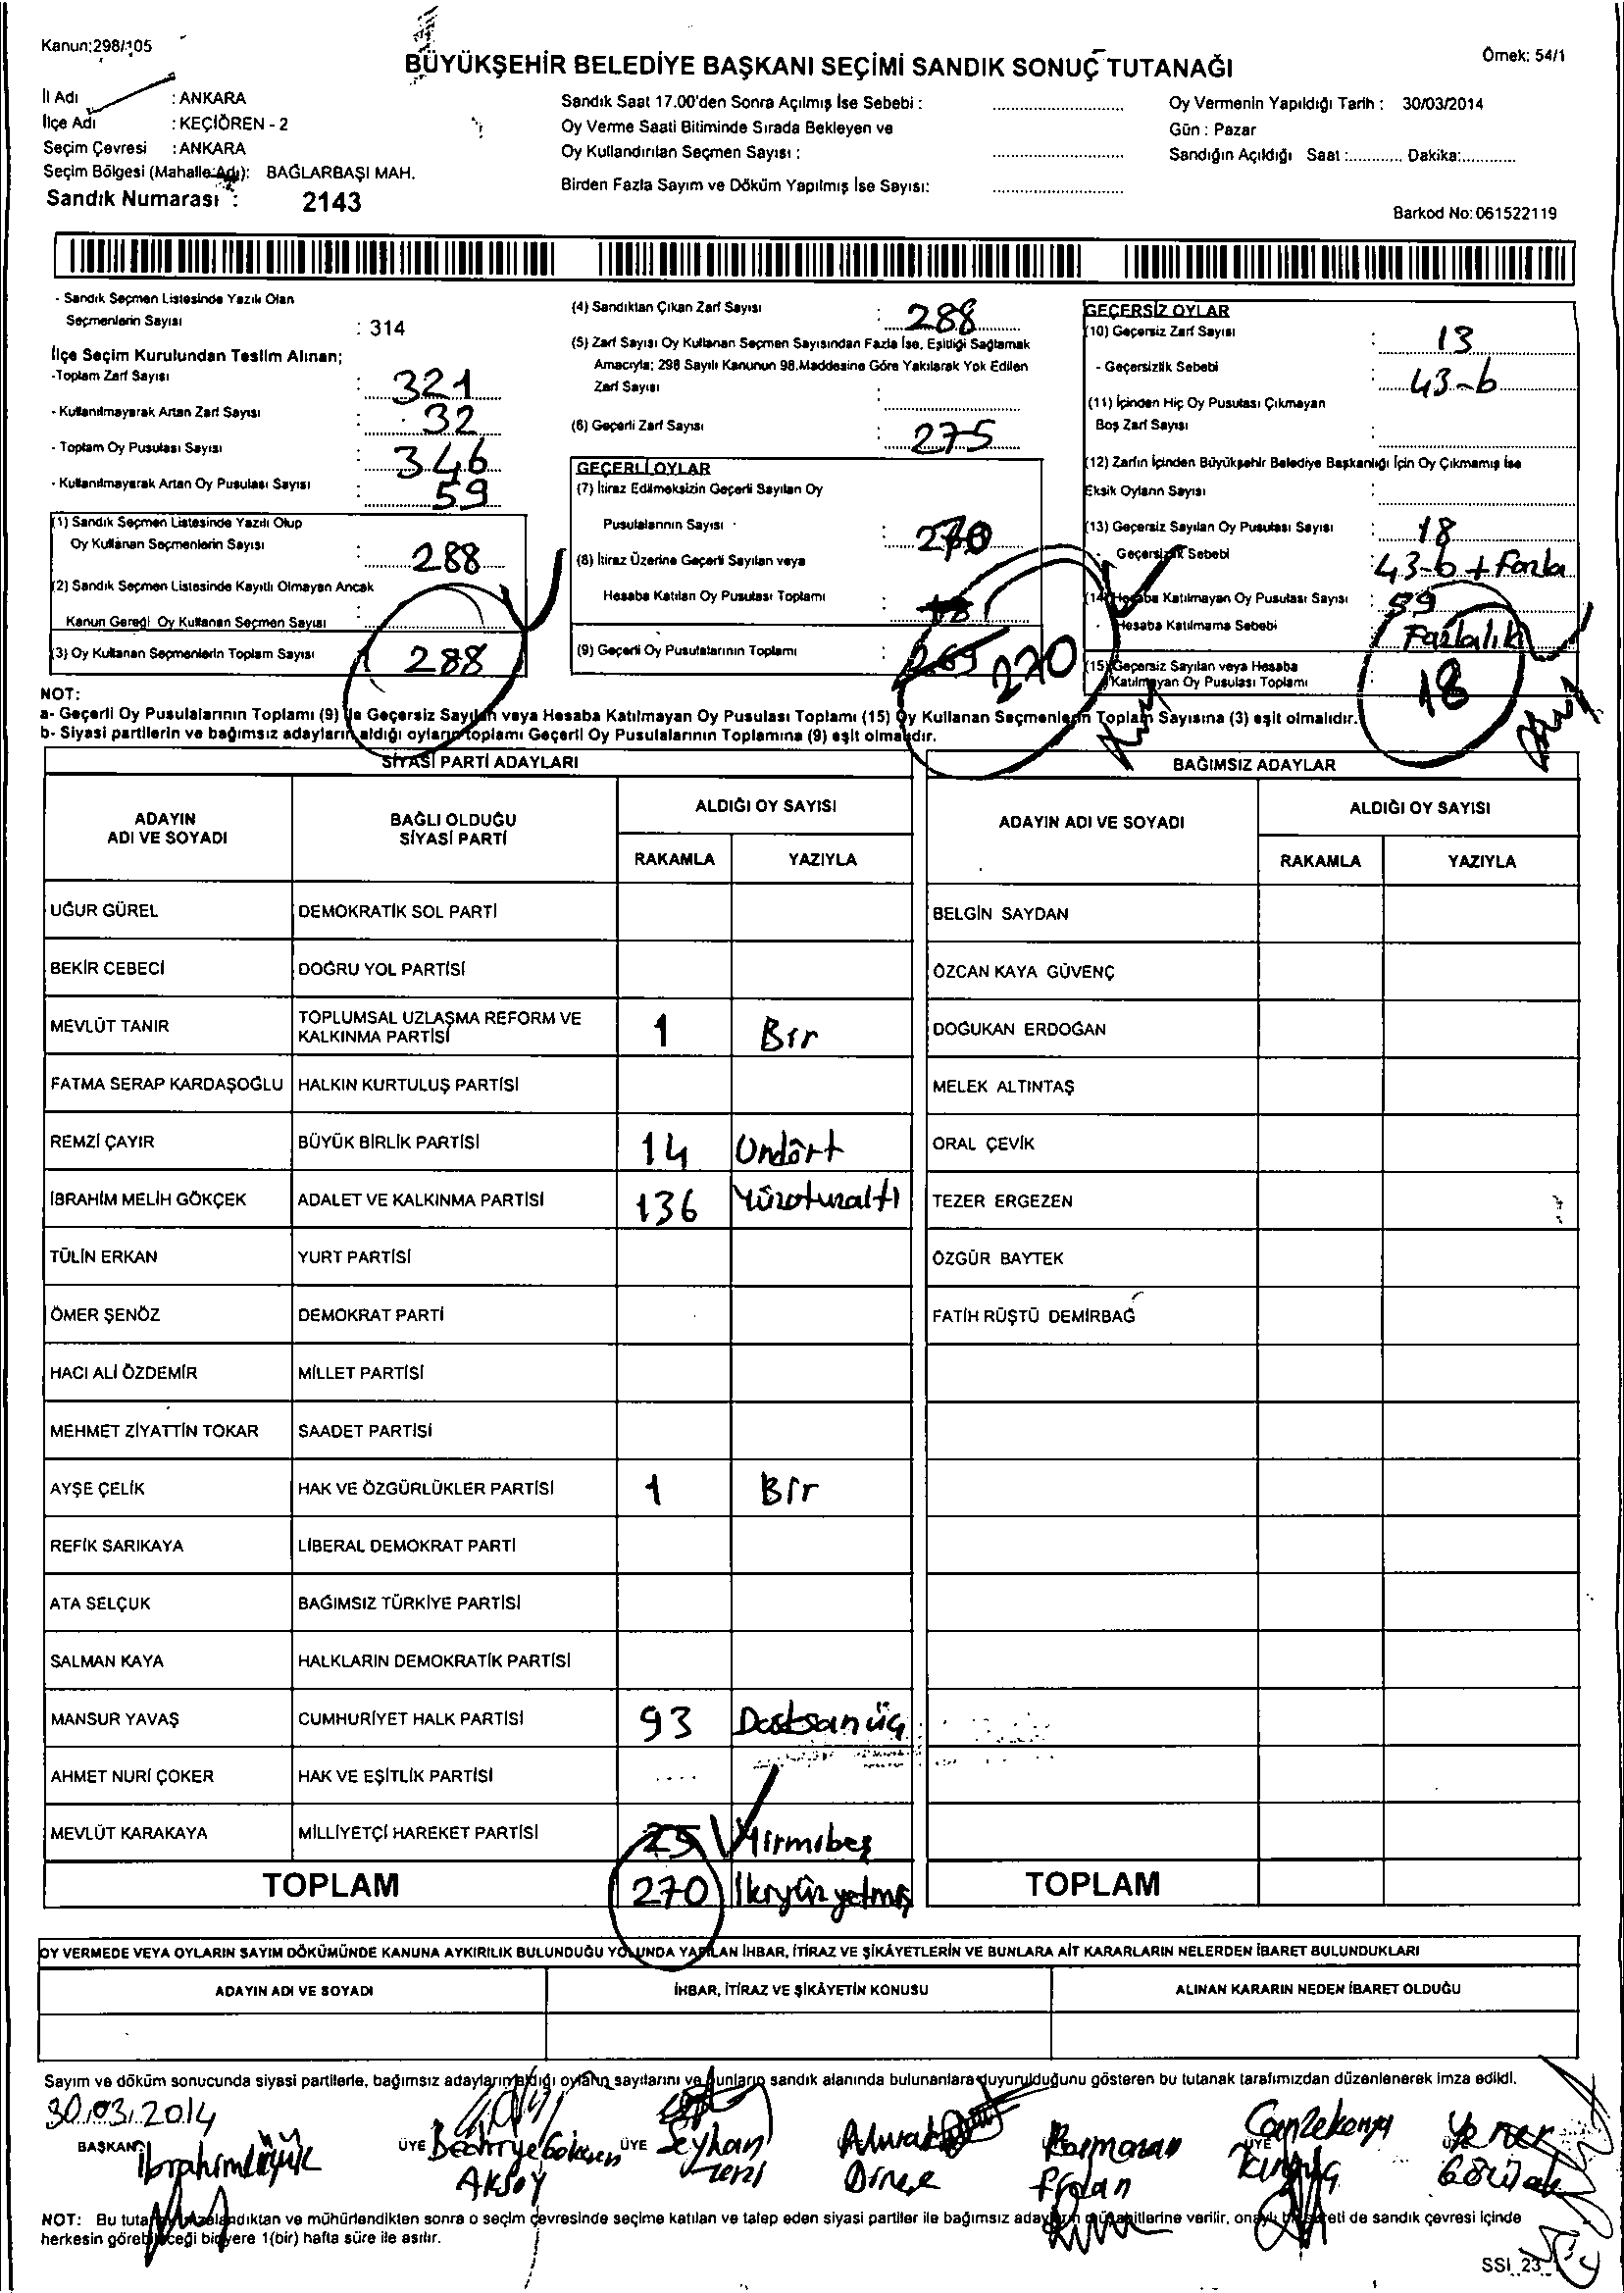 Kanun:298/105
Örnek: 54/1
BÜYÜKŞEHİR BELEDİYE BAŞKANI SEÇİMİ SANDIK SONUÇ TUTANAĞI
İl Adı : ANKARA
İlçe Adı : KEÇİÖREN - 2
Seçim Çevresi : ANKARA
Seçim Bölgesi (Mahalle Adı): BAĞLARBAŞI MAH.
Sandık Numarası : 2143
Sandık Saat 17.00'den Sonra Açılmış İse Sebebi :
Oy Verme Saati Bitiminde Sırada Bekleyen ve
Oy Kullandırılan Seçmen Sayısı :
Birden Fazla Sayım ve Döküm Yapılmış İse Sayısı:
Oy Vermenin Yapıldığı Tarih : 30/03/2014
Gün : Pazar
Sandığın Açıldığı Saat :............ Dakika:............
Barkod No: 061522119
- Sandık Seçmen Listesinde Yazılı Olan
Seçmenlerin Sayısı : 314
İlçe Seçim Kurulundan Teslim Alınan;
-Toplam Zarf Sayısı : 321
- Kullanılmayarak Artan Zarf Sayısı : 32
- Toplam Oy Pusulası Sayısı : 346
- Kullanılmayarak Artan Oy Pusulası Sayısı : 59
(1) Sandık Seçmen Listesinde Yazılı Olup
Oy Kullanan Seçmenlerin Sayısı : 288
(2) Sandık Seçmen Listesinde Kayıtlı Olmayan Ancak
Kanun Gereği Oy Kullanan Seçmen Sayısı :
(3) Oy Kullanan Seçmenlerin Toplam Sayısı : 288
(4) Sandıktan Çıkan Zarf Sayısı : 288
(5) Zarf Sayısı Oy Kullanan Seçmen Sayısından Fazla İse, Eşitliği Sağlamak
Amacıyla; 298 Sayılı Kanunun 98.Maddesine Göre Yakılarak Yok Edilen
Zarf Sayısı :
(6) Geçerli Zarf Sayısı : 275
GEÇERLİ OYLAR
(7) İtiraz Edilmeksizin Geçerli Sayılan Oy
Pusulalarının Sayısı : 270
(8) İtiraz Üzerine Geçerli Sayılan veya
Hesaba Katılan Oy Pusulası Toplamı :
(9) Geçerli Oy Pusulalarının Toplamı : 270
GEÇERSİZ OYLAR
(10) Geçersiz Zarf Sayısı : 13
- Geçersizlik Sebebi : 43-b
(11) İçinden Hiç Oy Pusulası Çıkmayan
Boş Zarf Sayısı :
(12) Zarfın İçinden Büyükşehir Belediye Başkanlığı İçin Oy Çıkmamış İse
Eksik Oyların Sayısı :
(13) Geçersiz Sayılan Oy Pusulası Sayısı : 18
- Geçersizlik Sebebi : 43-b + Fazla
(14) Hesaba Katılmayan Oy Pusulası Sayısı : 59
- Hesaba Katılmama Sebebi Fazlalık
(15) Geçersiz Sayılan veya Hesaba
Katılmayan Oy Pusulası Toplamı 18
NOT:
a- Geçerli Oy Pusulalarının Toplamı (9) ile Geçersiz Sayılan veya Hesaba Katılmayan Oy Pusulası Toplamı (15) Oy Kullanan Seçmenlerin Toplam Sayısına (3) eşit olmalıdır.
b- Siyasi partilerin ve bağımsız adayların aldığı oyların toplamı Geçerli Oy Pusulalarının Toplamına (9) eşit olmalıdır.
SİYASİ PARTİ ADAYLARI
BAĞIMSIZ ADAYLAR
ADAYIN ADI VE SOYADI
BAĞLI OLDUĞU SİYASİ PARTİ
ALDIĞI OY SAYISI
RAKAMLA YAZIYLA
ADAYIN ADI VE SOYADI
ALDIĞI OY SAYISI
RAKAMLA YAZIYLA
UĞUR GÜREL DEMOKRATİK SOL PARTİ BELGİN SAYDAN
BEKİR CEBECİ DOĞRU YOL PARTİSİ ÖZCAN KAYA GÜVENÇ
MEVLÜT TANIR TOPLUMSAL UZLAŞMA REFORM VE KALKINMA PARTİSİ 1 Bir DOĞUKAN ERDOĞAN
FATMA SERAP KARDAŞOĞLU HALKIN KURTULUŞ PARTİSİ MELEK ALTINTAŞ
REMZİ ÇAYIR BÜYÜK BİRLİK PARTİSİ 14 Ondört ORAL ÇEVİK
İBRAHİM MELİH GÖKÇEK ADALET VE KALKINMA PARTİSİ 136 Yüzotuzaltı TEZER ERGEZEN
TÜLİN ERKAN YURT PARTİSİ ÖZGÜR BAYTEK
ÖMER ŞENÖZ DEMOKRAT PARTİ FATİH RÜŞTÜ DEMİRBAĞ
HACI ALİ ÖZDEMİR MİLLET PARTİSİ
MEHMET ZİYATTİN TOKAR SAADET PARTİSİ
AYŞE ÇELİK HAK VE ÖZGÜRLÜKLER PARTİSİ 1 Bir
REFİK SARIKAYA LİBERAL DEMOKRAT PARTİ
ATA SELÇUK BAĞIMSIZ TÜRKİYE PARTİSİ
SALMAN KAYA HALKLARIN DEMOKRATİK PARTİSİ
MANSUR YAVAŞ CUMHURİYET HALK PARTİSİ 93 Doksanüç
AHMET NURİ ÇOKER HAK VE EŞİTLİK PARTİSİ
MEVLÜT KARAKAYA MİLLİYETÇİ HAREKET PARTİSİ 25 Yirmibeş
TOPLAM 270 İkiyüzyetmiş TOPLAM
OY VERMEDE VEYA OYLARIN SAYIM DÖKÜMÜNDE KANUNA AYKIRILIK BULUNDUĞU YOLUNDA YAPILAN İHBAR, İTİRAZ VE ŞİKÂYETLERİN VE BUNLARA AİT KARARLARIN NELERDEN İBARET BULUNDUKLARI
ADAYIN ADI VE SOYADI İHBAR, İTİRAZ VE ŞİKÂYETİN KONUSU ALINAN KARARIN NEDEN İBARET OLDUĞU
Sayım ve döküm sonucunda siyasi partilerle, bağımsız adayların aldığı oyların sayılarını ve bunların sandık alanında bulunanlara duyurulduğunu gösteren bu tutanak tarafımızdan düzenlenerek imza edildi.
30.03.2014
BAŞKAN ÜYE ÜYE Seyhan
Aksoy
NOT: Bu tutanak imzalandıktan ve mühürlendikten sonra o seçim çevresinde seçime katılan ve talep eden siyasi partiler ile bağımsız adayların müşahitlerine verilir, onaylı bir sureti de sandık çevresi içinde
herkesin görebileceği bir yere 1(bir) hafta süre ile asılır.